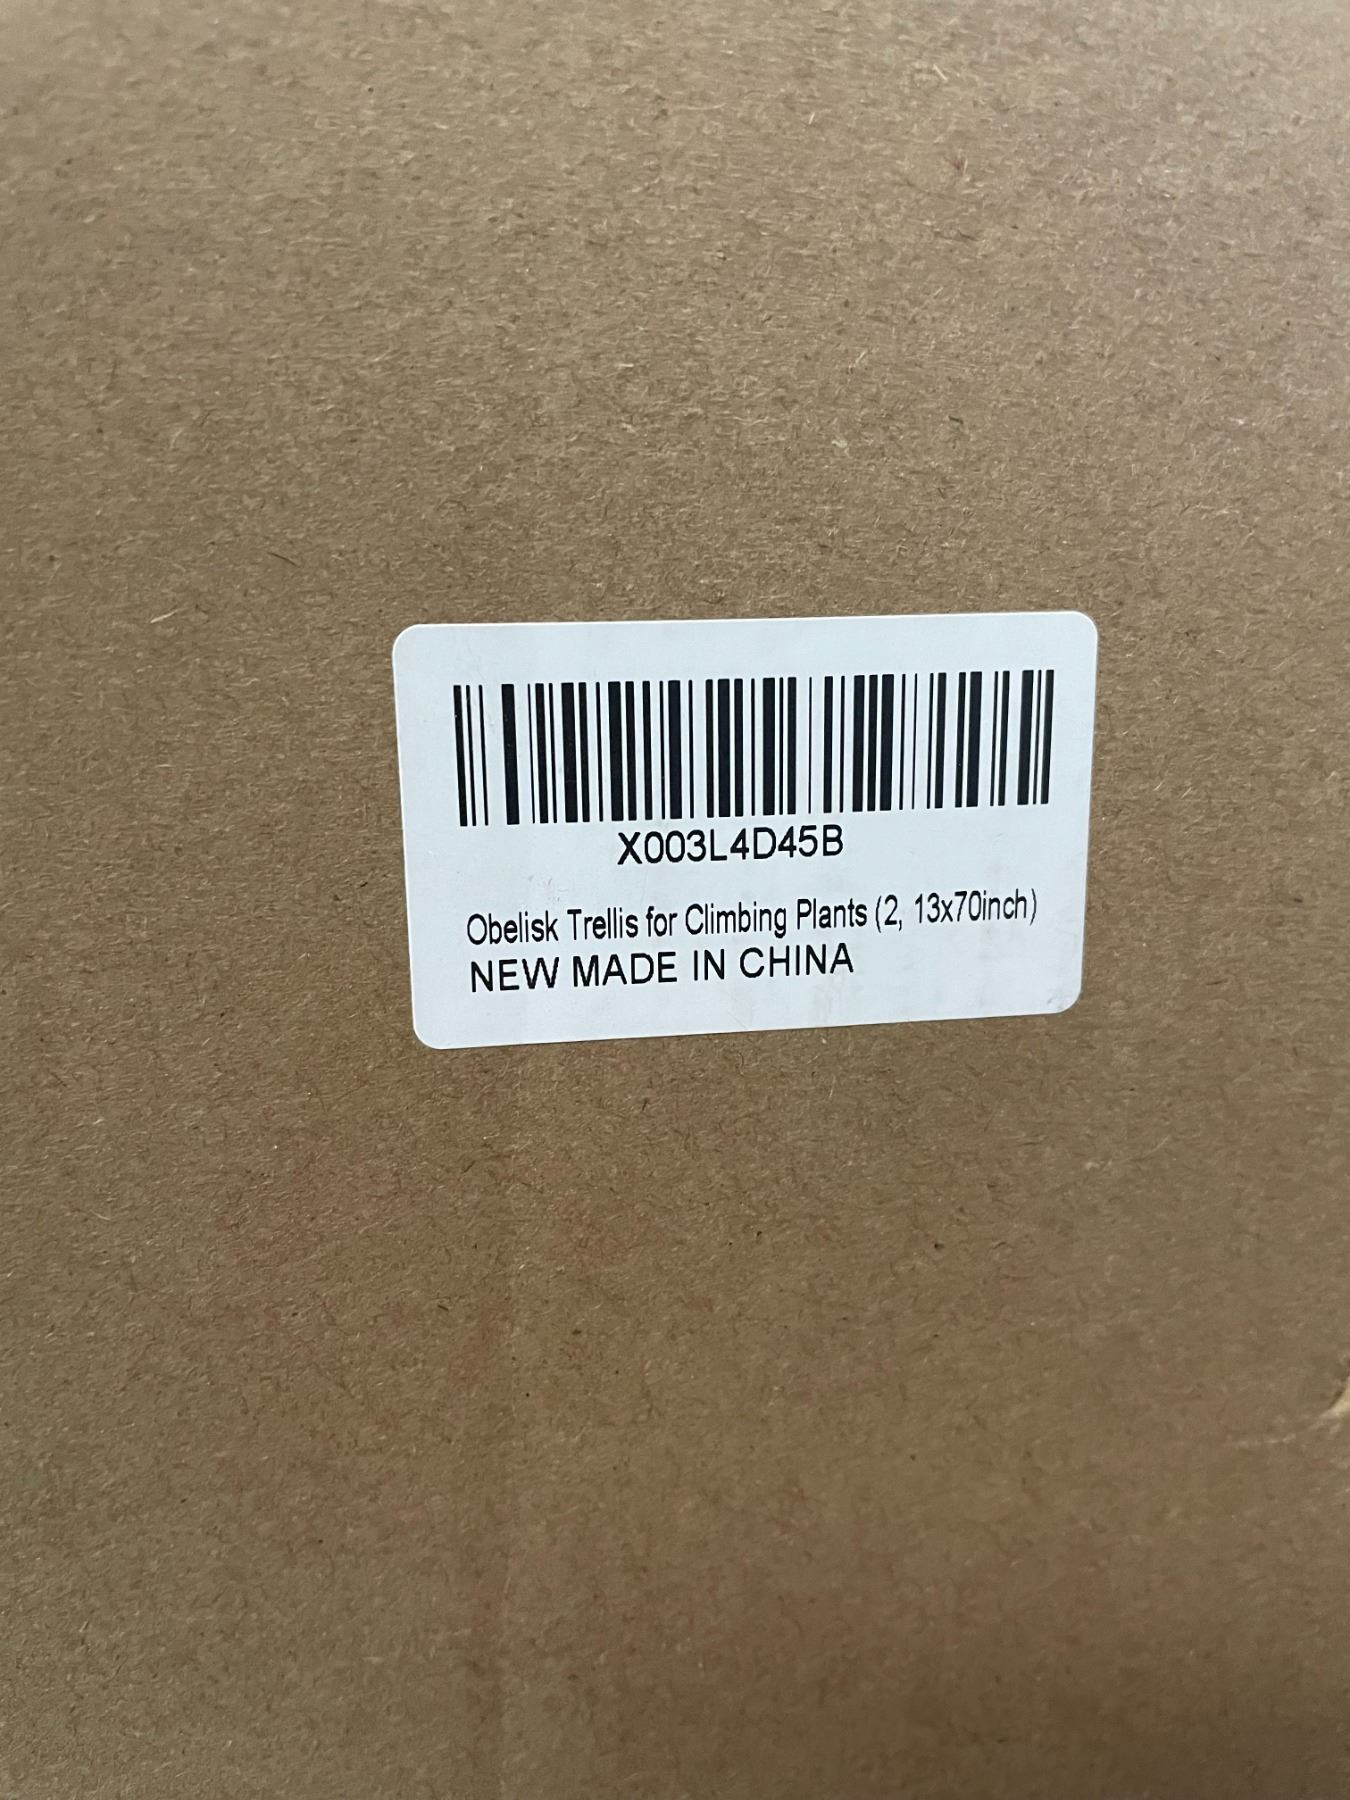 X003L4D45B
Obelisk Trellis for Climbing Plants (2, 13x70inch)
NEW MADE IN CHINA